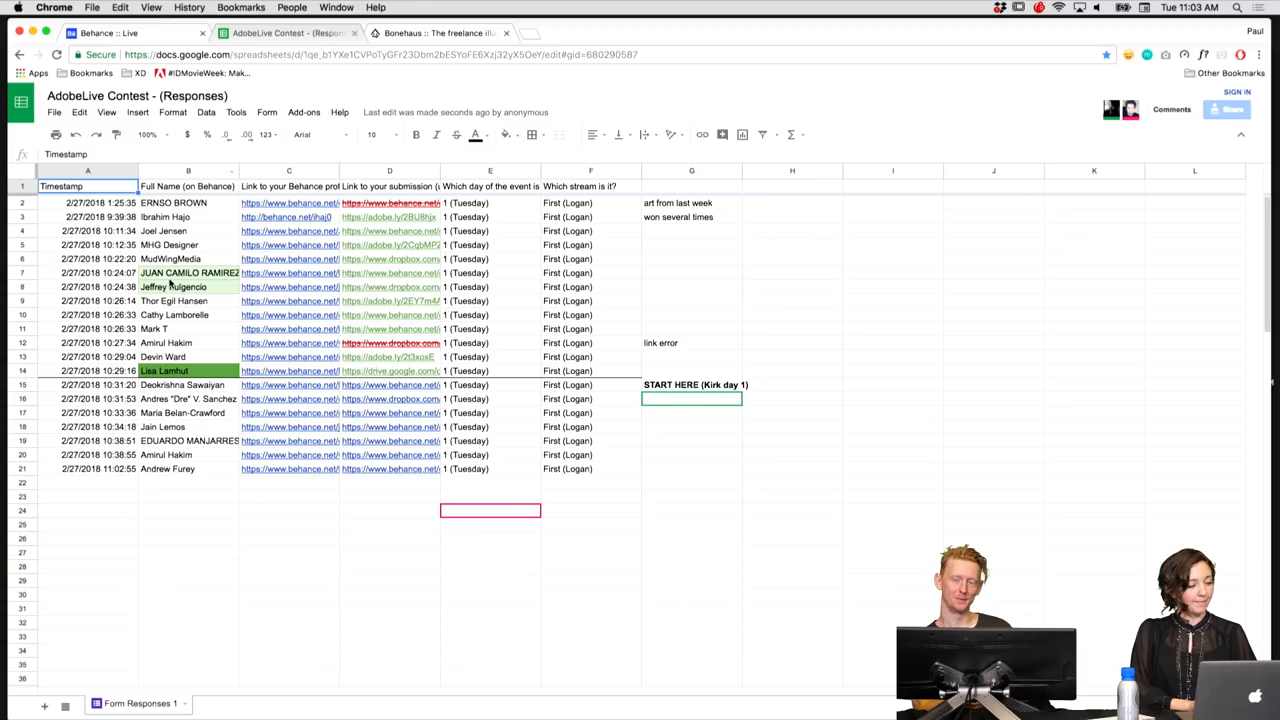 Chrome File Edit View History Bookmarks People Window Help Tue 11:03 AM
Behance :: Live AdobeLive Contest - (Respon Bonehaus :: The freelance illu Paul
Secure https://docs.google.com/spreadsheets/d/1qe_b1YXe1CVPoTyGFr23Dbm2bESYoFE6Xzj32yX5OeY/edit#gid=680290587
Apps Bookmarks XD #iDMovieWeek: Mak... Other Bookmarks
SIGN IN
AdobeLive Contest - (Responses)
File Edit View Insert Format Data Tools Form Add-ons Help Last edit was made seconds ago by anonymous Comments Share
100% $ % .0 .00 123 Arial 10 B I S A
fx Timestamp
A B C D E F G H I J K L
1 Timestamp Full Name (on Behance) Link to your Behance prof Link to your submission ( Which day of the event is Which stream is it?
2 2/27/2018 1:25:35 ERNSO BROWN https://www.behance.net/ https://www.behance.net/ 1 (Tuesday) First (Logan) art from last week
3 2/27/2018 9:39:38 Ibrahim Hajo http://behance.net/ihaj0 https://adobe.ly/2BU8hjx 1 (Tuesday) First (Logan) won several times
4 2/27/2018 10:11:34 Joel Jensen https://www.behance.net/ https://www.behance.net/ 1 (Tuesday) First (Logan)
5 2/27/2018 10:12:35 MHG Designer https://www.behance.net/ https://adobe.ly/2CqbMPZ 1 (Tuesday) First (Logan)
6 2/27/2018 10:22:20 MudWingMedia https://www.behance.net/ https://www.dropbox.com/ 1 (Tuesday) First (Logan)
7 2/27/2018 10:24:07 JUAN CAMILO RAMIREZ https://www.behance.net/ https://www.behance.net/ 1 (Tuesday) First (Logan)
8 2/27/2018 10:24:38 Jeffrey Fulgencio https://www.behance.net/ https://www.dropbox.com/ 1 (Tuesday) First (Logan)
9 2/27/2018 10:26:14 Thor Egil Hansen https://www.behance.net/ https://adobe.ly/2EY7m4A 1 (Tuesday) First (Logan)
10 2/27/2018 10:26:33 Cathy Lamborelle https://www.behance.net/ https://www.behance.net/ 1 (Tuesday) First (Logan)
11 2/27/2018 10:26:33 Mark T https://www.behance.net/ https://www.behance.net/ 1 (Tuesday) First (Logan)
12 2/27/2018 10:27:34 Amirul Hakim https://www.behance.net/ https://www.dropbox.com/ 1 (Tuesday) First (Logan) link error
13 2/27/2018 10:29:04 Devin Ward https://www.behance.net/ https://adobe.ly/2t3xoxE 1 (Tuesday) First (Logan)
14 2/27/2018 10:29:16 Lisa Lamhut https://www.behance.net/ https://drive.google.com/ 1 (Tuesday) First (Logan)
15 2/27/2018 10:31:20 Deokrishna Sawaiyan https://www.behance.net/ https://www.behance.net/ 1 (Tuesday) First (Logan) START HERE (Kirk day 1)
16 2/27/2018 10:31:53 Andres "Dre" V. Sanchez https://www.behance.net/ https://www.dropbox.com/ 1 (Tuesday) First (Logan)
17 2/27/2018 10:33:36 Maria Belan-Crawford https://www.behance.net/ https://www.behance.net/ 1 (Tuesday) First (Logan)
18 2/27/2018 10:34:18 Jain Lemos https://www.behance.net/ https://www.behance.net/ 1 (Tuesday) First (Logan)
19 2/27/2018 10:38:51 EDUARDO MANJARRES https://www.behance.net/ https://www.behance.net/ 1 (Tuesday) First (Logan)
20 2/27/2018 10:38:55 Amirul Hakim https://www.behance.net/ https://www.behance.net/ 1 (Tuesday) First (Logan)
21 2/27/2018 11:02:55 Andrew Furey https://www.behance.net/ https://www.behance.net/ 1 (Tuesday) First (Logan)
22
23
24
25
26
27
28
29
30
31
32
33
34
35
36
Form Responses 1